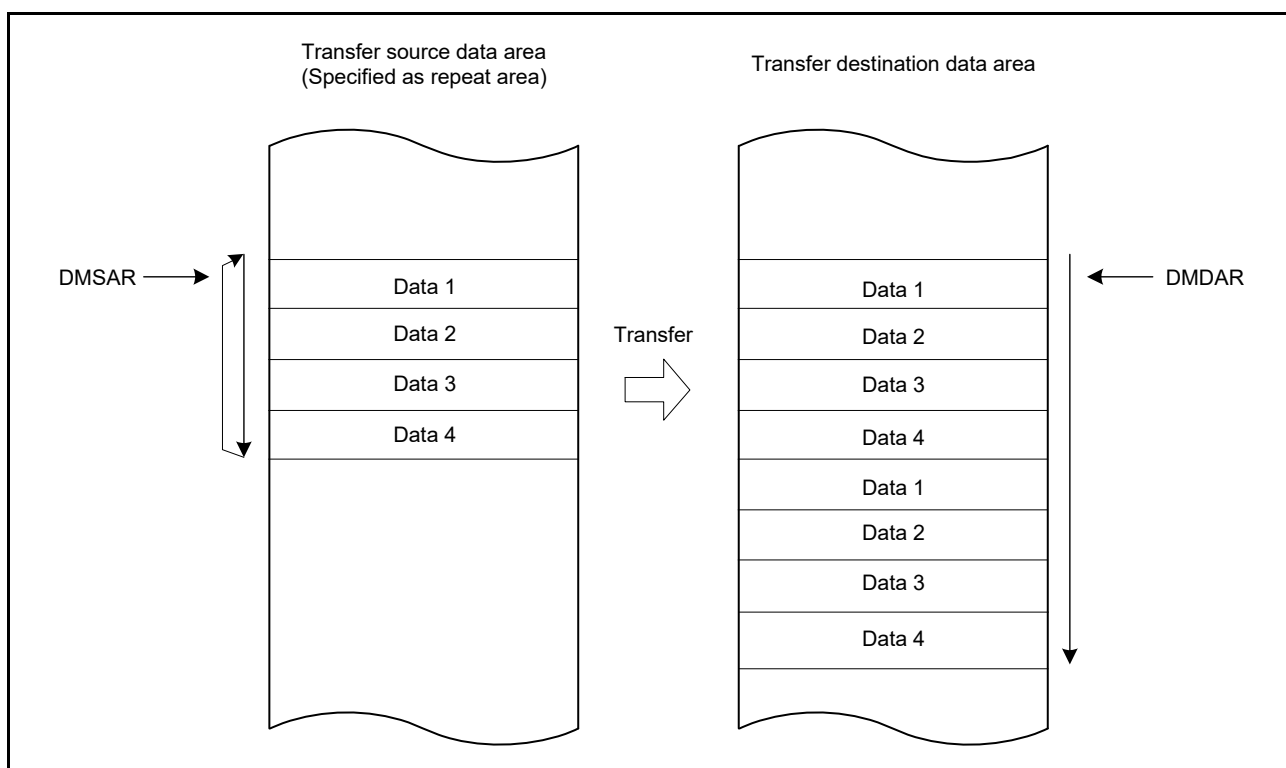 Transfer source data area
(Specified as repeat area)
Transfer destination data area
DMSAR
Data 1
Data 2
Data 3
Data 4
Transfer
Data 1
Data 2
Data 3
Data 4
Data 1
Data 2
Data 3
Data 4
DMDAR